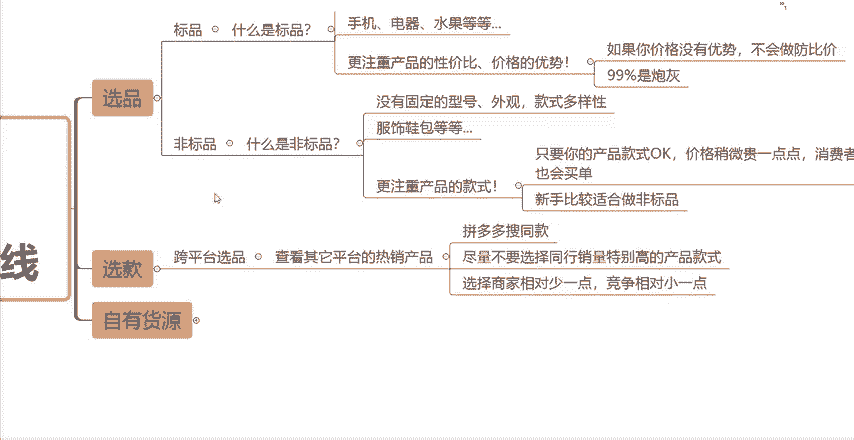 标品
什么是标品？
手机、电器、水果等等...
更注重产品的性价比、价格的优势！
如果你价格没有优势，不会做防比价
99%是炮灰
选品
非标品
什么是非标品？
没有固定的型号、外观，款式多样性
服饰鞋包等等...
更注重产品的款式！
只要你的产品款式OK，价格稍微贵一点点，消费者
也会买单
新手比较适合做非标品
线
选款
跨平台选品
查看其它平台的热销产品
拼多多搜同款
尽量不要选择同行销量特别高的产品款式
选择商家相对少一点，竞争相对小一点
自有货源